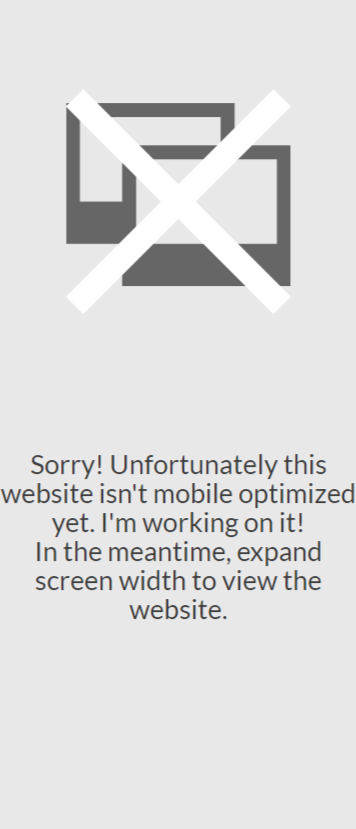 Sorry! Unfortunately this
website isn't mobile optimized
yet. I'm working on it!
In the meantime, expand
screen width to view the
website.